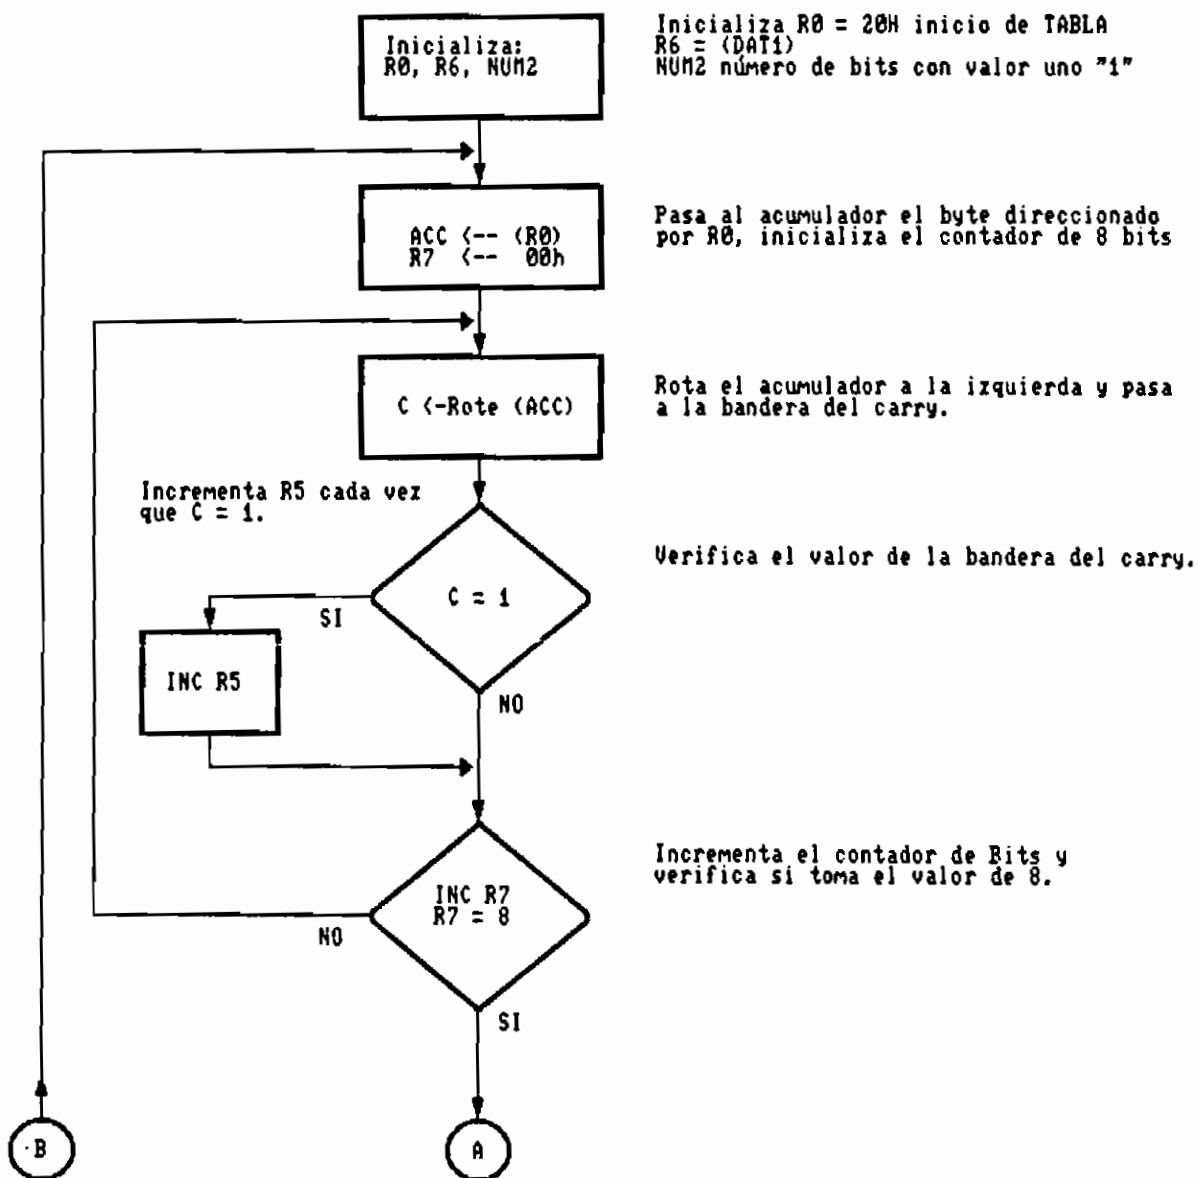 Inicializa:
R0, R6, NUM2
Inicializa R0 = 20H inicio de TABLA
R6 = (DAT1)
NUM2 número de bits con valor uno "1"
ACC <-- (R0)
R7 <-- 00h
Pasa al acumulador el byte direccionado
por R0, inicializa el contador de 8 bits
C <-Rote (ACC)
Rota el acumulador a la izquierda y pasa
a la bandera del carry.
Incrementa R5 cada vez
que C = 1.
C = 1
Verifica el valor de la bandera del carry.
SI
INC R5
NO
INC R7
R7 = 8
Incrementa el contador de Bits y
verifica si toma el valor de 8.
NO
SI
B
A